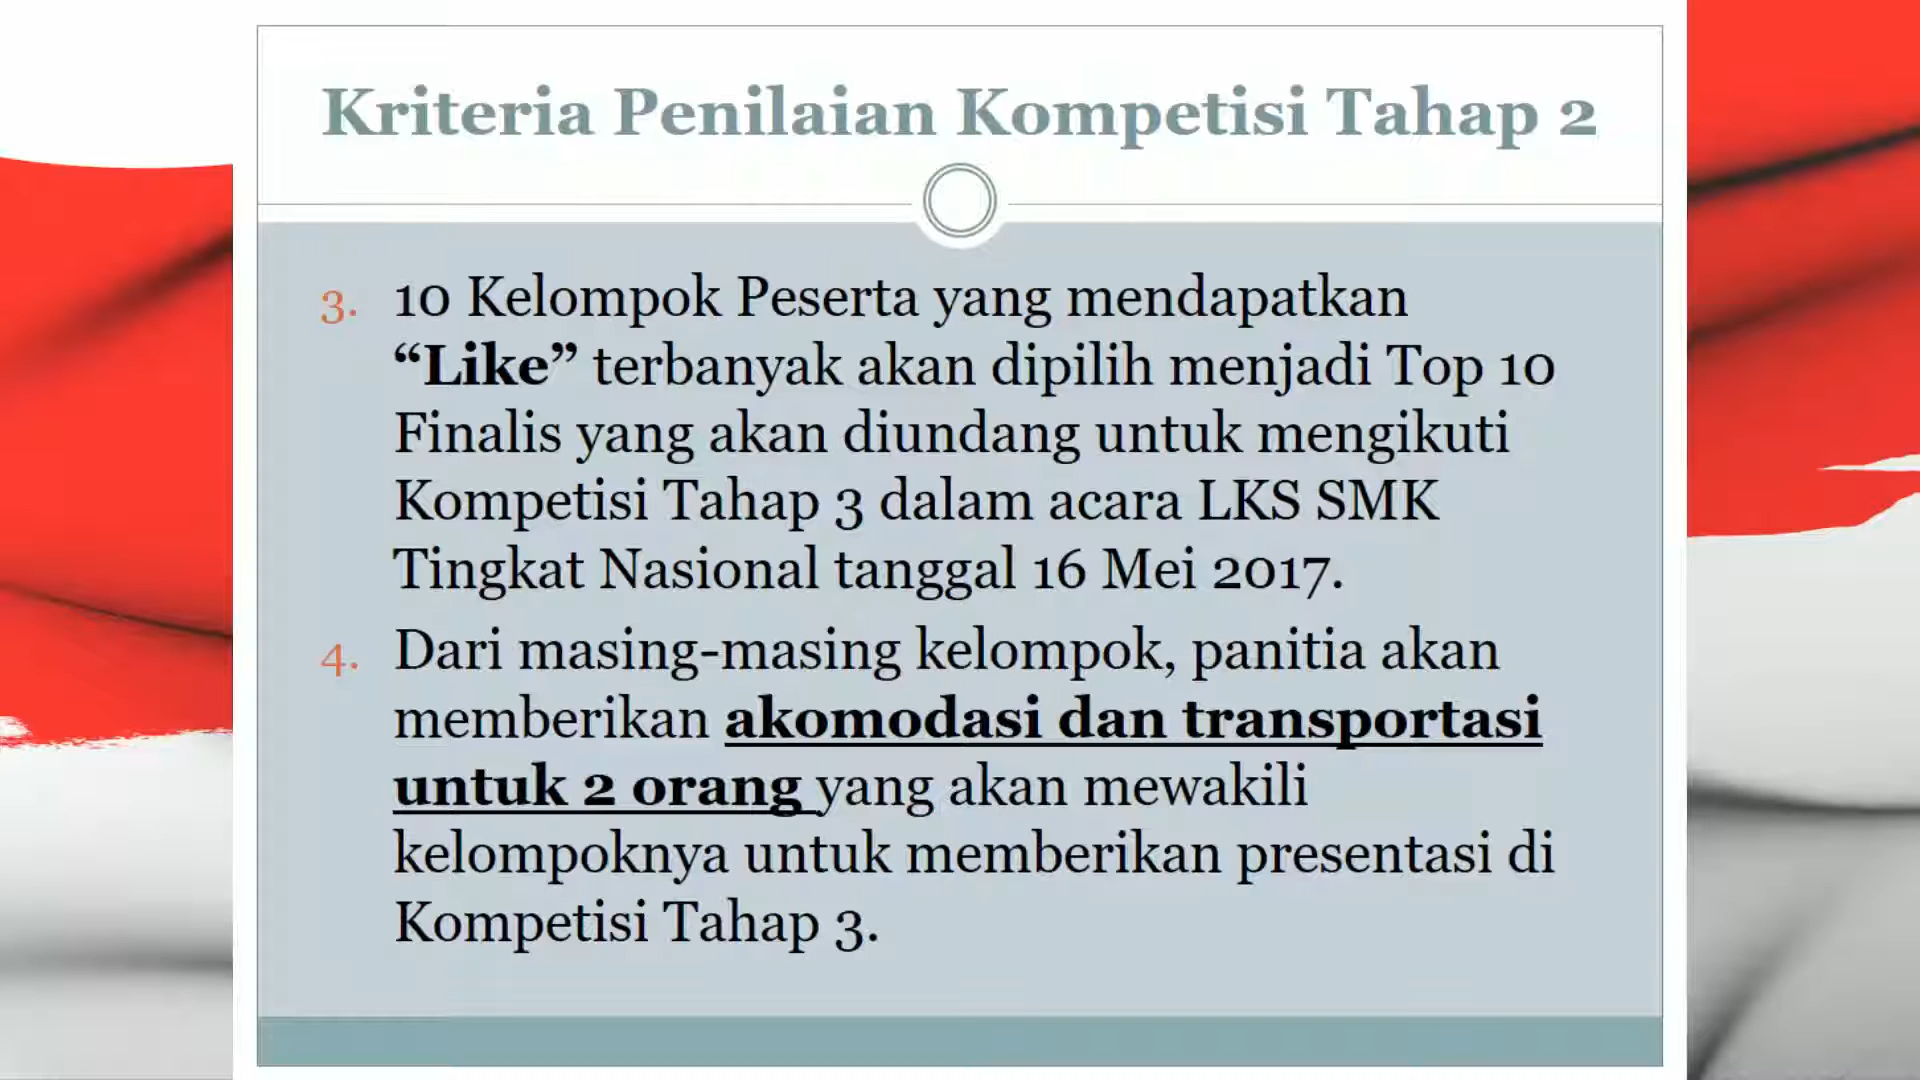 Kriteria Penilaian Kompetisi Tahap 2
3. 10 Kelompok Peserta yang mendapatkan
“Like” terbanyak akan dipilih menjadi Top 10
Finalis yang akan diundang untuk mengikuti
Kompetisi Tahap 3 dalam acara LKS SMK
Tingkat Nasional tanggal 16 Mei 2017.
4. Dari masing-masing kelompok, panitia akan
memberikan akomodasi dan transportasi
untuk 2 orang yang akan mewakili
kelompoknya untuk memberikan presentasi di
Kompetisi Tahap 3.